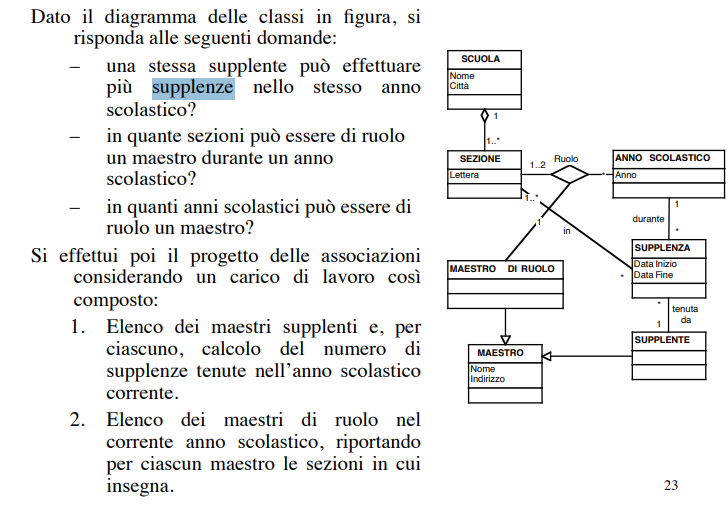 Dato il diagramma delle classi in figura, si
risponda alle seguenti domande:
– una stessa supplente può effettuare
più supplenze nello stesso anno
scolastico?
– in quante sezioni può essere di ruolo
un maestro durante un anno
scolastico?
– in quanti anni scolastici può essere di
ruolo un maestro?
Si effettui poi il progetto delle associazioni
considerando un carico di lavoro così
composto:
1. Elenco dei maestri supplenti e, per
ciascuno, calcolo del numero di
supplenze tenute nell'anno scolastico
corrente.
2. Elenco dei maestri di ruolo nel
corrente anno scolastico, riportando
per ciascun maestro le sezioni in cui
insegna.
SCUOLA
Nome
Città
1
1..*
SEZIONE
Lettera
1..2
Ruolo
*
ANNO SCOLASTICO
Anno
1..*
1
in
1
durante
*
SUPPLENZA
Data Inizio
Data Fine
*
MAESTRO DI RUOLO
*
tenuta
da
1
SUPPLENTE
MAESTRO
Nome
Indirizzo
23